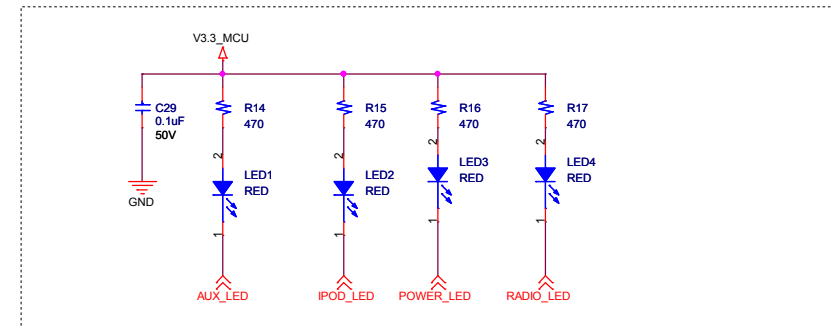 V3.3_MCU
C29
0.1uF
50V
R14
470
R15
470
R16
470
R17
470
2
2
2
2
LED1
RED
LED2
RED
LED3
RED
LED4
RED
GND
1
1
1
1
AUX_LED
IPOD_LED
POWER_LED
RADIO_LED